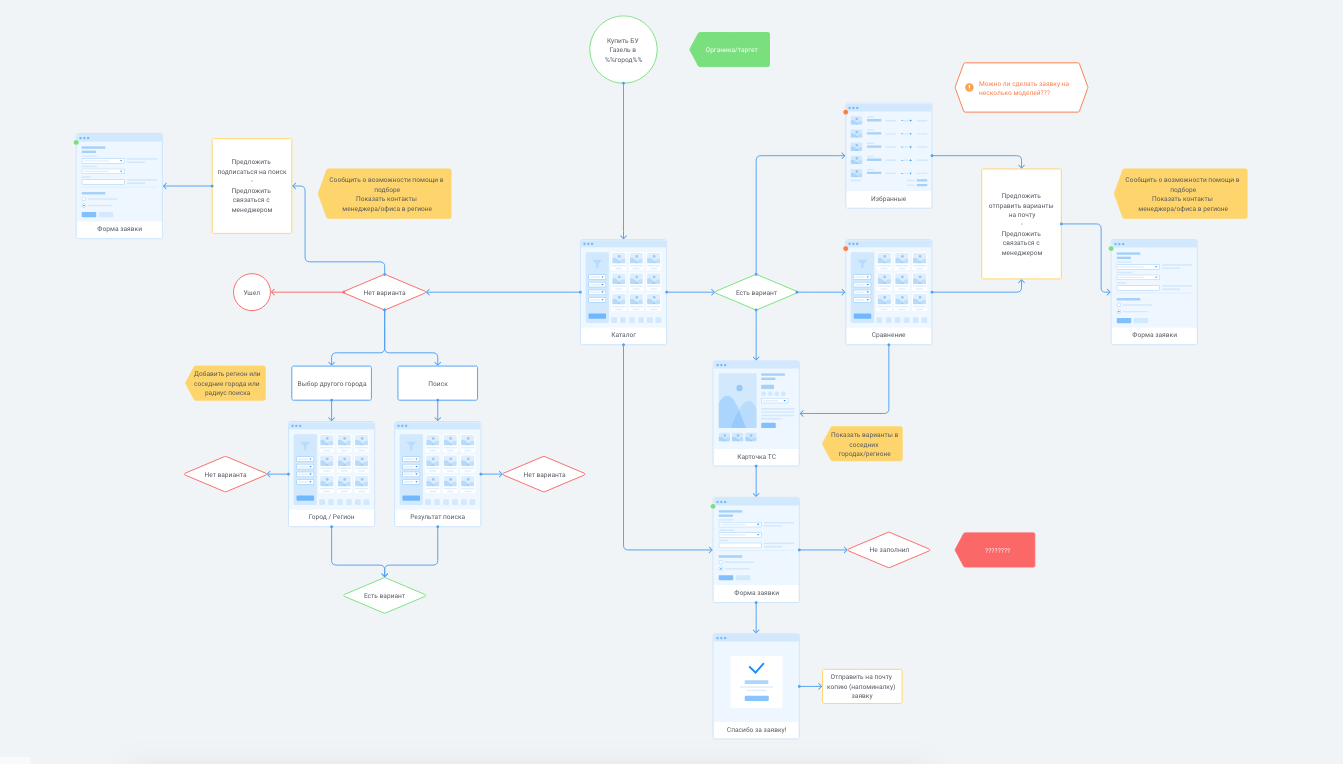 Купить БУ
Газель в
%%город%%
Органика/таргет
Можно ли сделать заявку на
несколько моделей???
!
Предложить
подписаться на поиск
-
Предложить
связаться с
менеджером
Сообщить о возможности помощи в
подборе
Показать контакты
менеджера/офиса в регионе
Форма заявки
Избранные
Предложить
отправить варианты
на почту
-
Предложить
связаться с
менеджером
Сообщить о возможности помощи в
подборе
Показать контакты
менеджера/офиса в регионе
Ушел
Нет варианта
Каталог
Есть вариант
Сравнение
Форма заявки
Добавить регион или
соседние города или
радиус поиска
Выбор другого города
Поиск
Показать варианты в
соседних
городах/регионе
Карточка ТС
Нет варианта
Город / Регион
Результат поиска
Нет варианта
Есть вариант
Форма заявки
Не заполнил
????????
Отправить на почту
копию (напоминалку)
заявку
Спасибо за заявку!